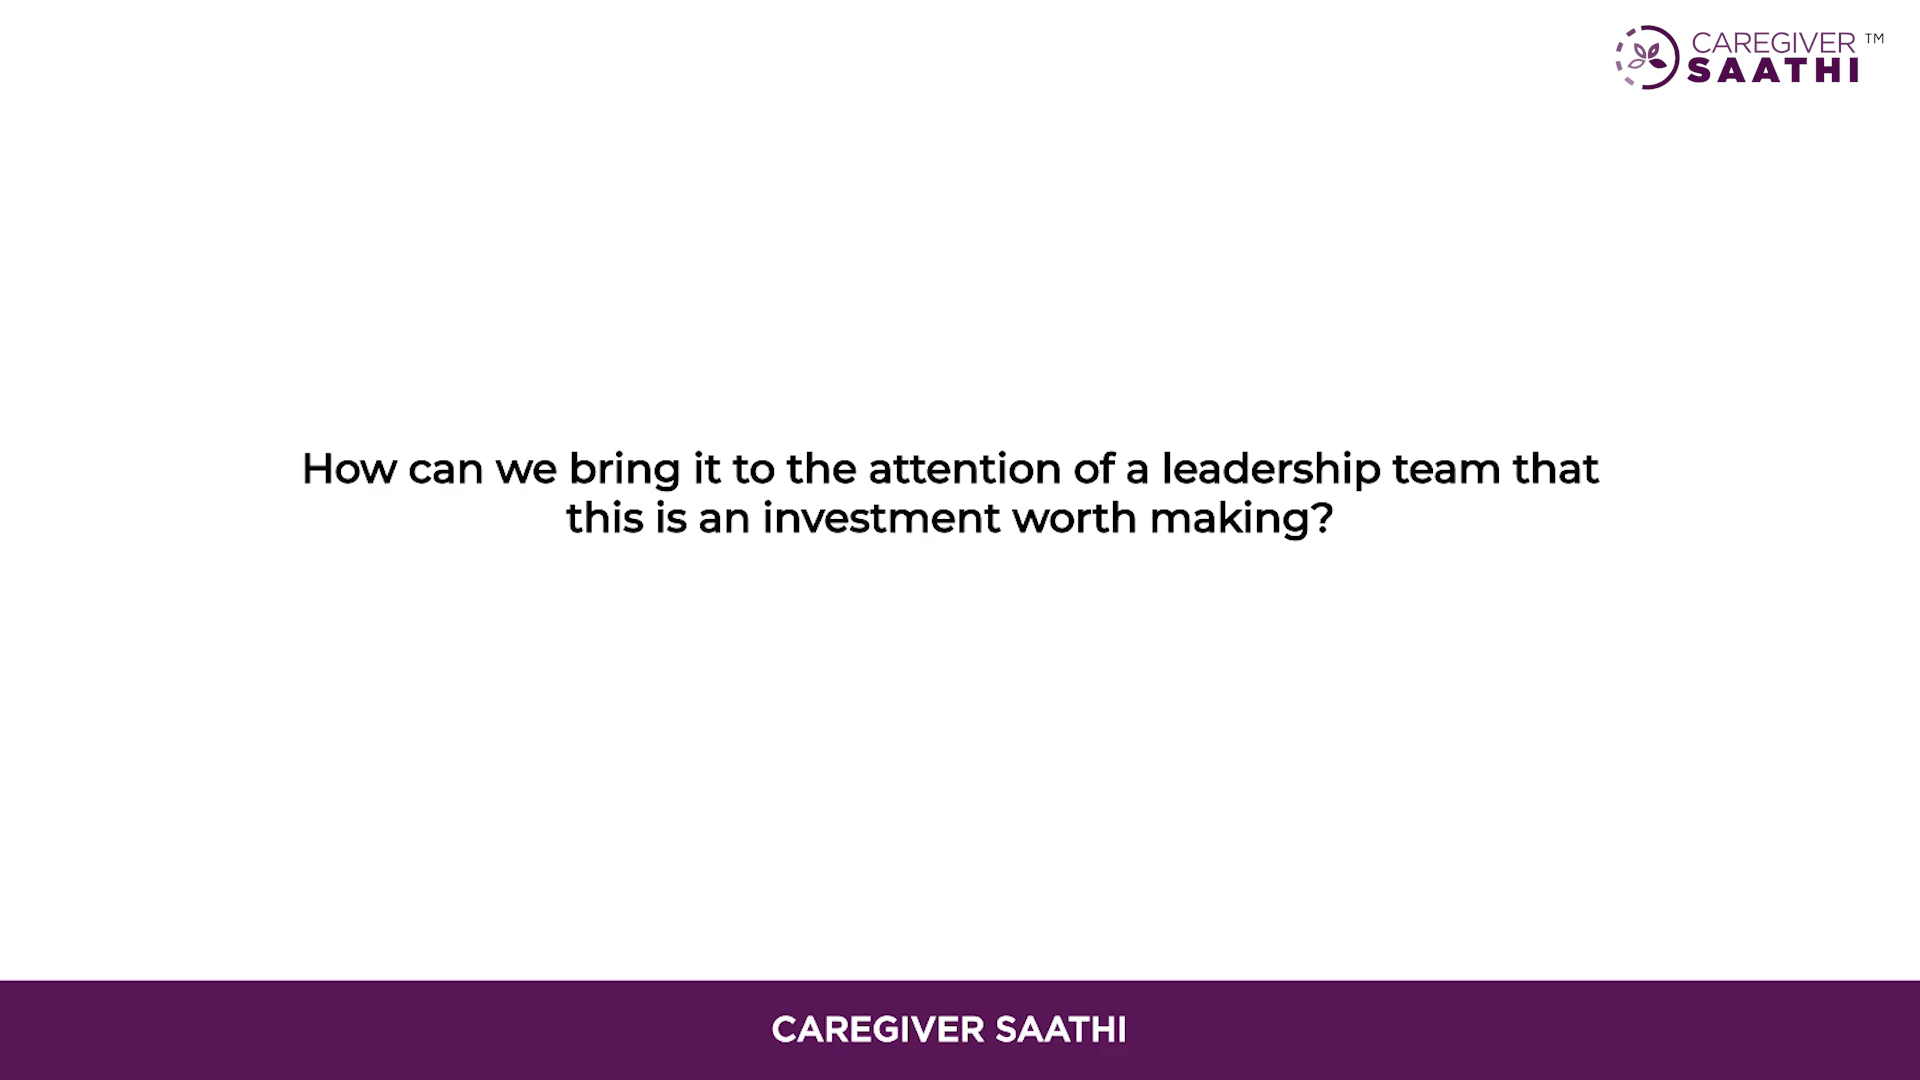 CAREGIVER TM
SAATHI
How can we bring it to the attention of a leadership team that
this is an investment worth making?
CAREGIVER SAATHI